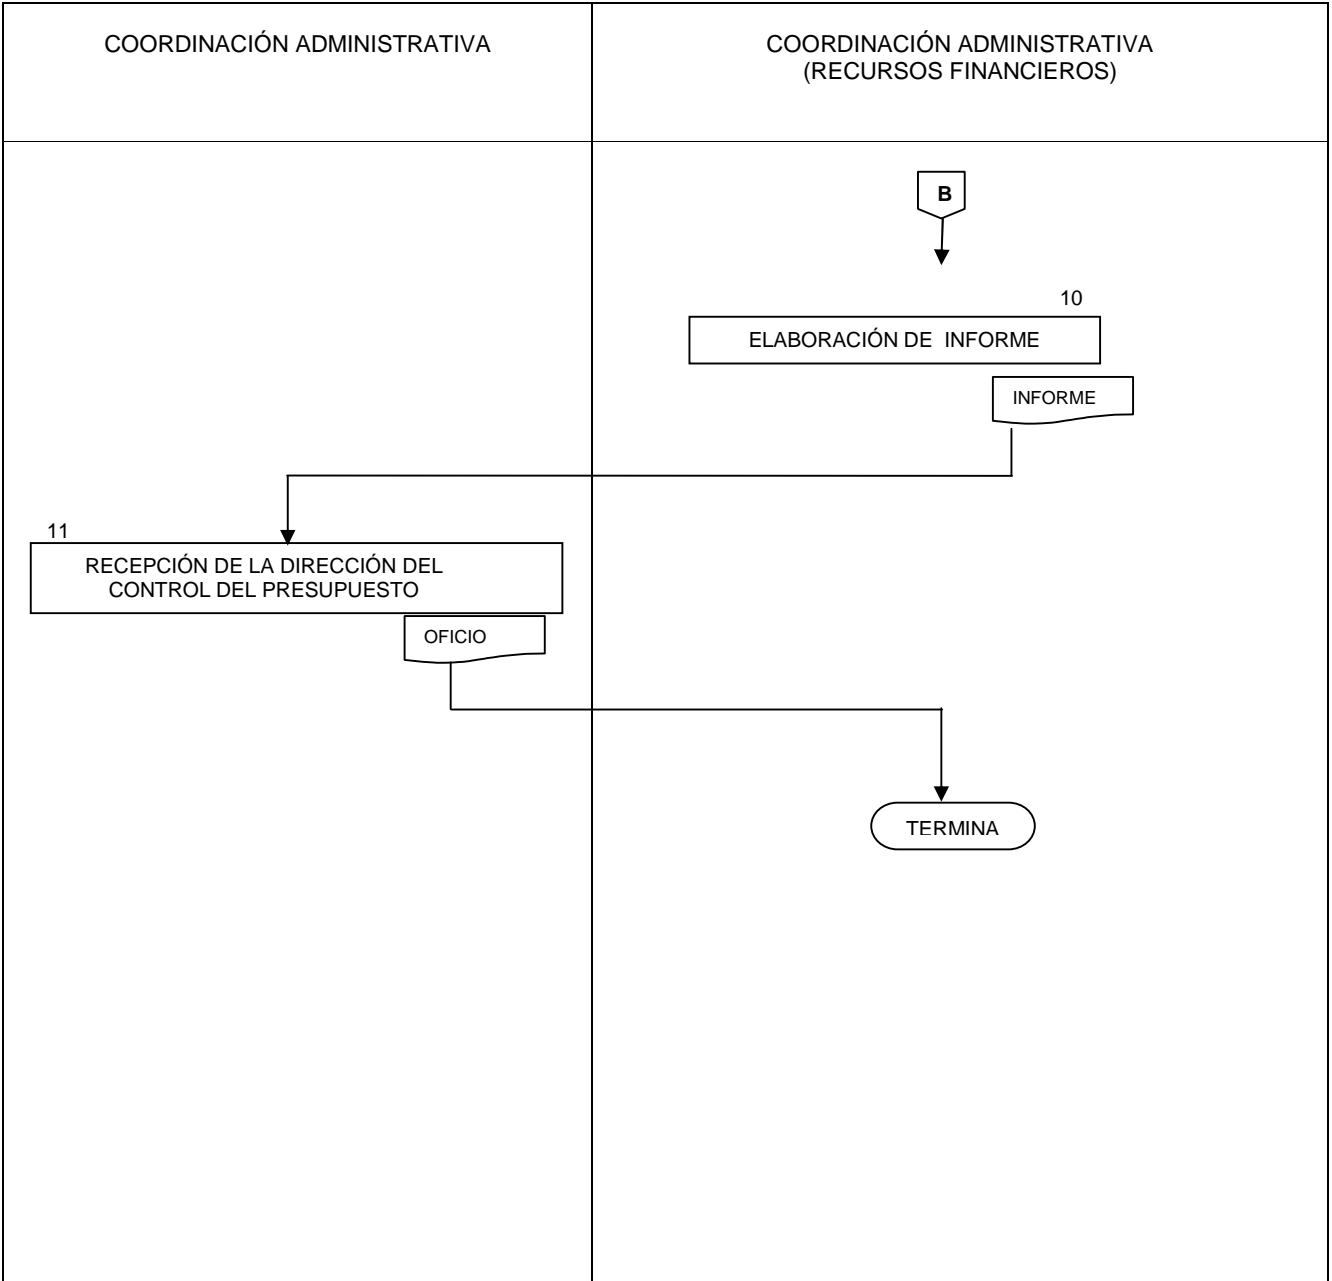 COORDINACIÓN ADMINISTRATIVA
COORDINACIÓN ADMINISTRATIVA
(RECURSOS FINANCIEROS)
B
10
ELABORACIÓN DE INFORME
INFORME
11
RECEPCIÓN DE LA DIRECCIÓN DEL
CONTROL DEL PRESUPUESTO
OFICIO
TERMINA